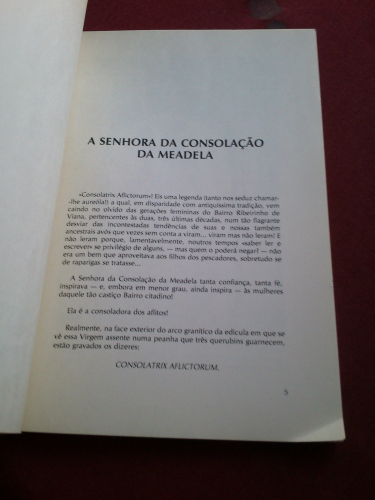 A SENHORA DA CONSOLAÇÃO
DA MEADELA
«Consolatrix Aflictorum»! Eis uma legenda (tanto nos seduz chamar-
-lhe aureóla!) a qual, em disparidade com antiquíssima tradição, vem
caindo no olvido das gerações femininas do Bairro Ribeirinho de
Viana, pertencentes às duas, três últimas décadas, num tão flagrante
desviar das incontestadas tendências de suas e nossas também
ancestrais avós que vezes sem conta a viram... viram mas não leram! E
não leram porque, lamentavelmente, noutros tempos «saber ler e
escrever» se privilégio de alguns, — mas quem o poderá negar? — não
era um bem que aproveitava aos filhos dos pescadores, sobretudo se
de raparigas se tratasse...
A Senhora da Consolação da Meadela tanta confiança, tanta fé,
inspirava — e, embora em menor grau, ainda inspira — às mulheres
daquele tão castiço Bairro citadino!
Ela é a consoladora dos aflitos!
Realmente, na face exterior do arco granítico da edícula em que se
vê essa Virgem assente numa peanha que três querubins guarnecem,
estão gravados os dizeres:
CONSOLATRIX AFLICTORUM.
5